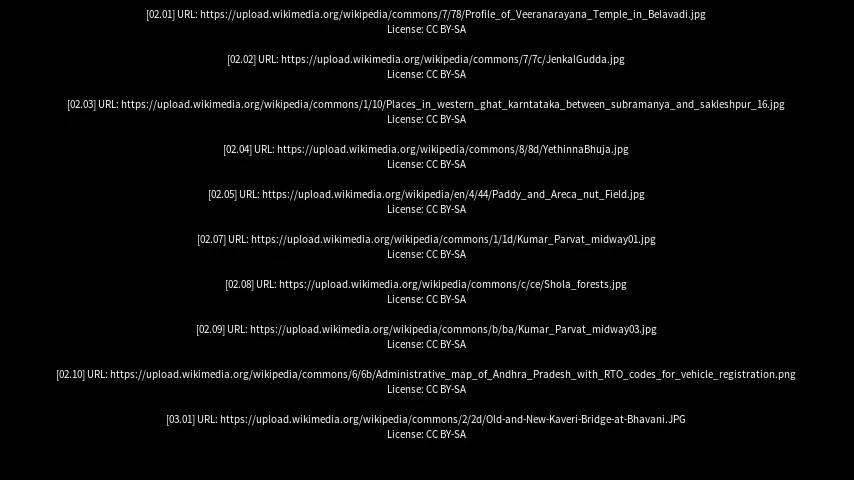 [02.01] URL: https://upload.wikimedia.org/wikipedia/commons/7/78/Profile_of_Veeranarayana_Temple_in_Belavadi.jpg
License: CC BY-SA
[02.02] URL: https://upload.wikimedia.org/wikipedia/commons/7/7c/JenkalGudda.jpg
License: CC BY-SA
[02.03] URL: https://upload.wikimedia.org/wikipedia/commons/1/10/Places_in_western_ghat_karntataka_between_subramanya_and_sakleshpur_16.jpg
License: CC BY-SA
[02.04] URL: https://upload.wikimedia.org/wikipedia/commons/8/8d/YethinnaBhuja.jpg
License: CC BY-SA
[02.05] URL: https://upload.wikimedia.org/wikipedia/en/4/44/Paddy_and_Areca_nut_Field.jpg
License: CC BY-SA
[02.07] URL: https://upload.wikimedia.org/wikipedia/commons/1/1d/Kumar_Parvat_midway01.jpg
License: CC BY-SA
[02.08] URL: https://upload.wikimedia.org/wikipedia/commons/c/ce/Shola_forests.jpg
License: CC BY-SA
[02.09] URL: https://upload.wikimedia.org/wikipedia/commons/b/ba/Kumar_Parvat_midway03.jpg
License: CC BY-SA
[02.10] URL: https://upload.wikimedia.org/wikipedia/commons/6/6b/Administrative_map_of_Andhra_Pradesh_with_RTO_codes_for_vehicle_registration.png
License: CC BY-SA
[03.01] URL: https://upload.wikimedia.org/wikipedia/commons/2/2d/Old-and-New-Kaveri-Bridge-at-Bhavani.JPG
License: CC BY-SA